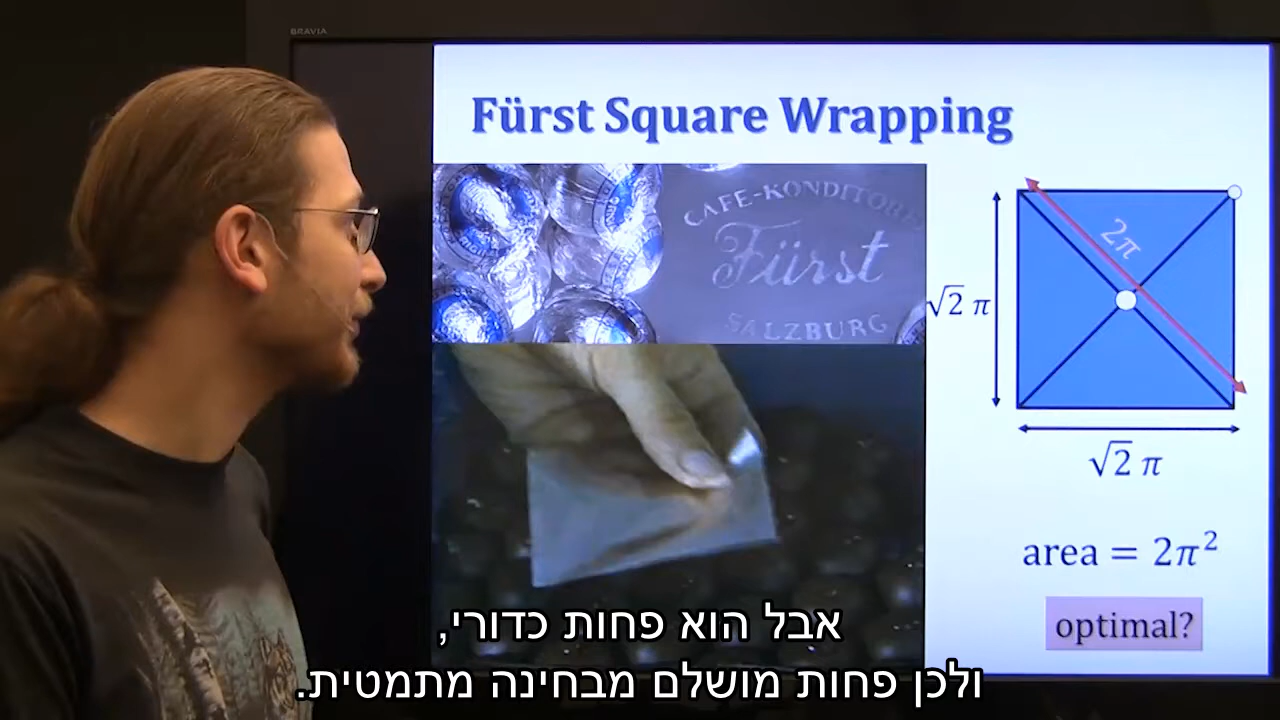 BRAVIA
Fürst Square Wrapping
CAFE-KONDITOREI
Fürst
SALZBURG
2π
√2 π
√2 π
area = 2π²
optimal?
אבל הוא פחות כדורי,
ולכן פחות מושלם מבחינה מתמטית.